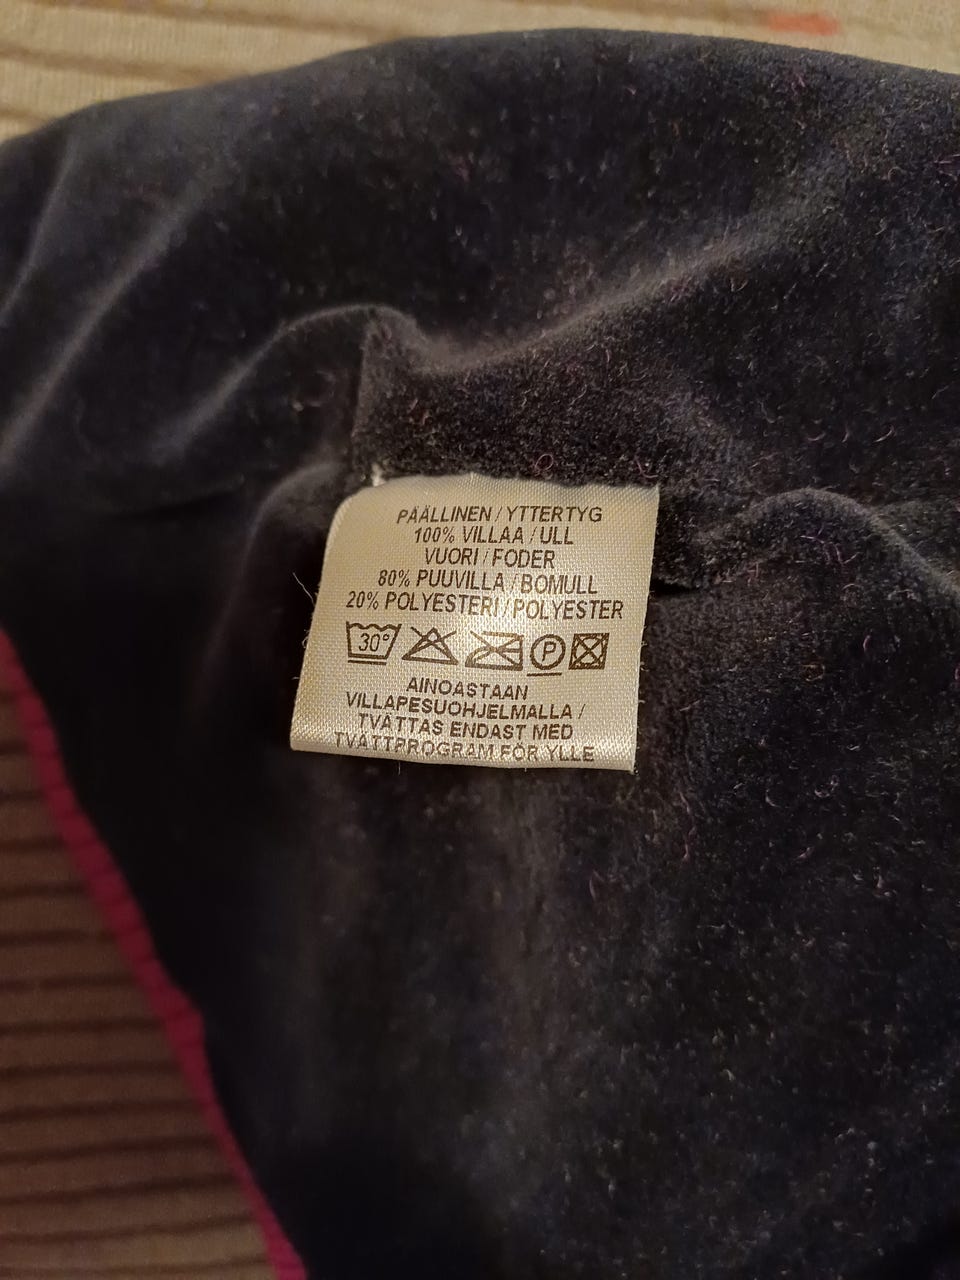 PÄÄLLINEN / YTTERTYG
100% VILLAA / ULL
VUORI / FODER
80% PUUVILLA / BOMULL
20% POLYESTERI / POLYESTER
30° P
AINOASTAAN
VILLAPESUOHJELMALLA /
TVÄTTAS ENDAST MED
TVÄTTPROGRAM FÖR YLLE